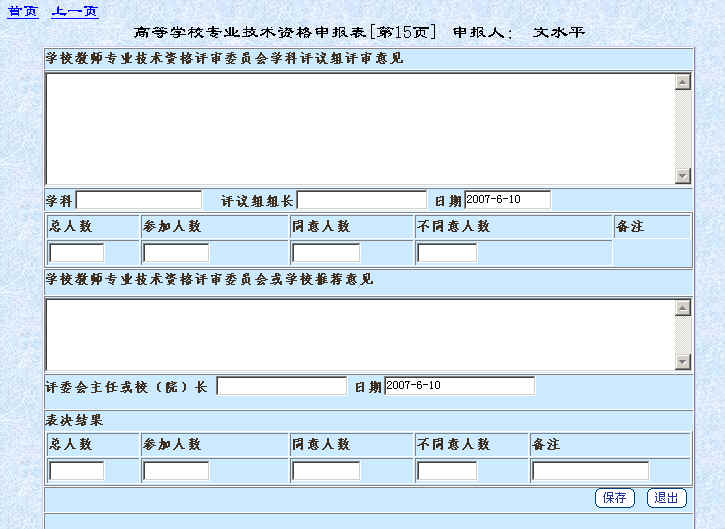 首页 上一页
高等学校专业技术资格申报表[第15页] 申报人： 文水平
学校教师专业技术资格评审委员会学科评议组评审意见
学科 评议组组长 日期 2007-6-10
总人数 参加人数 同意人数 不同意人数 备注
学校教师专业技术资格评审委员会或学校推荐意见
评委会主任或校（院）长 日期 2007-6-10
表决结果
总人数 参加人数 同意人数 不同意人数 备注
保存 退出